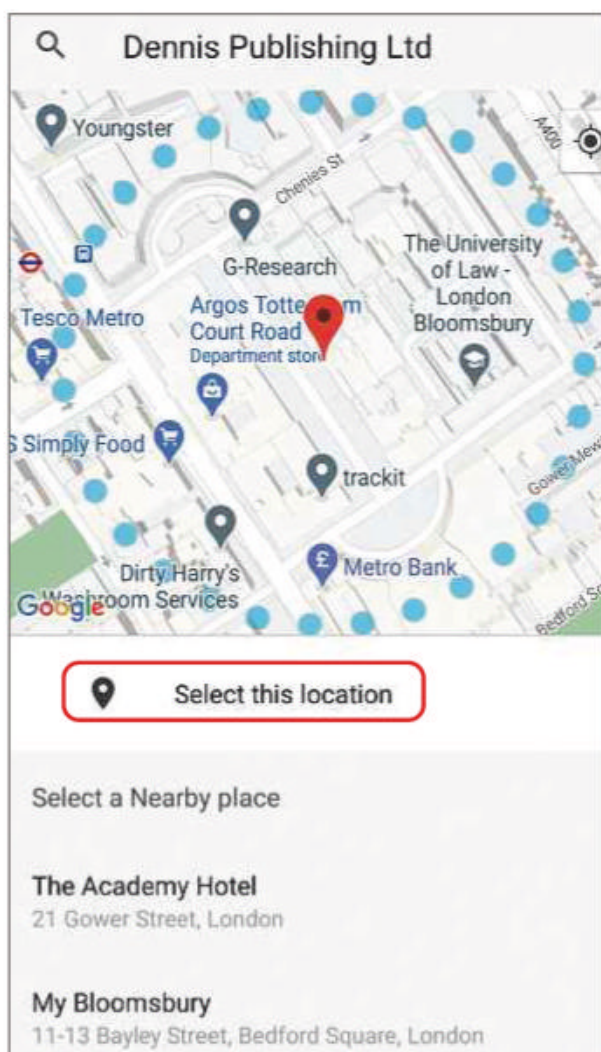 Dennis Publishing Ltd
Youngster
A400
Chenies St
G-Research
The University
of Law -
London
Bloomsbury
Tesco Metro
Argos Totte m
Court Road
Department store
S Simply Food
trackit
Gower Mew
Dirty Harry's
Washroom Services
Metro Bank
Google
Bedford Sq
Select this location
Select a Nearby place
The Academy Hotel
21 Gower Street, London
My Bloomsbury
11-13 Bayley Street, Bedford Square, London